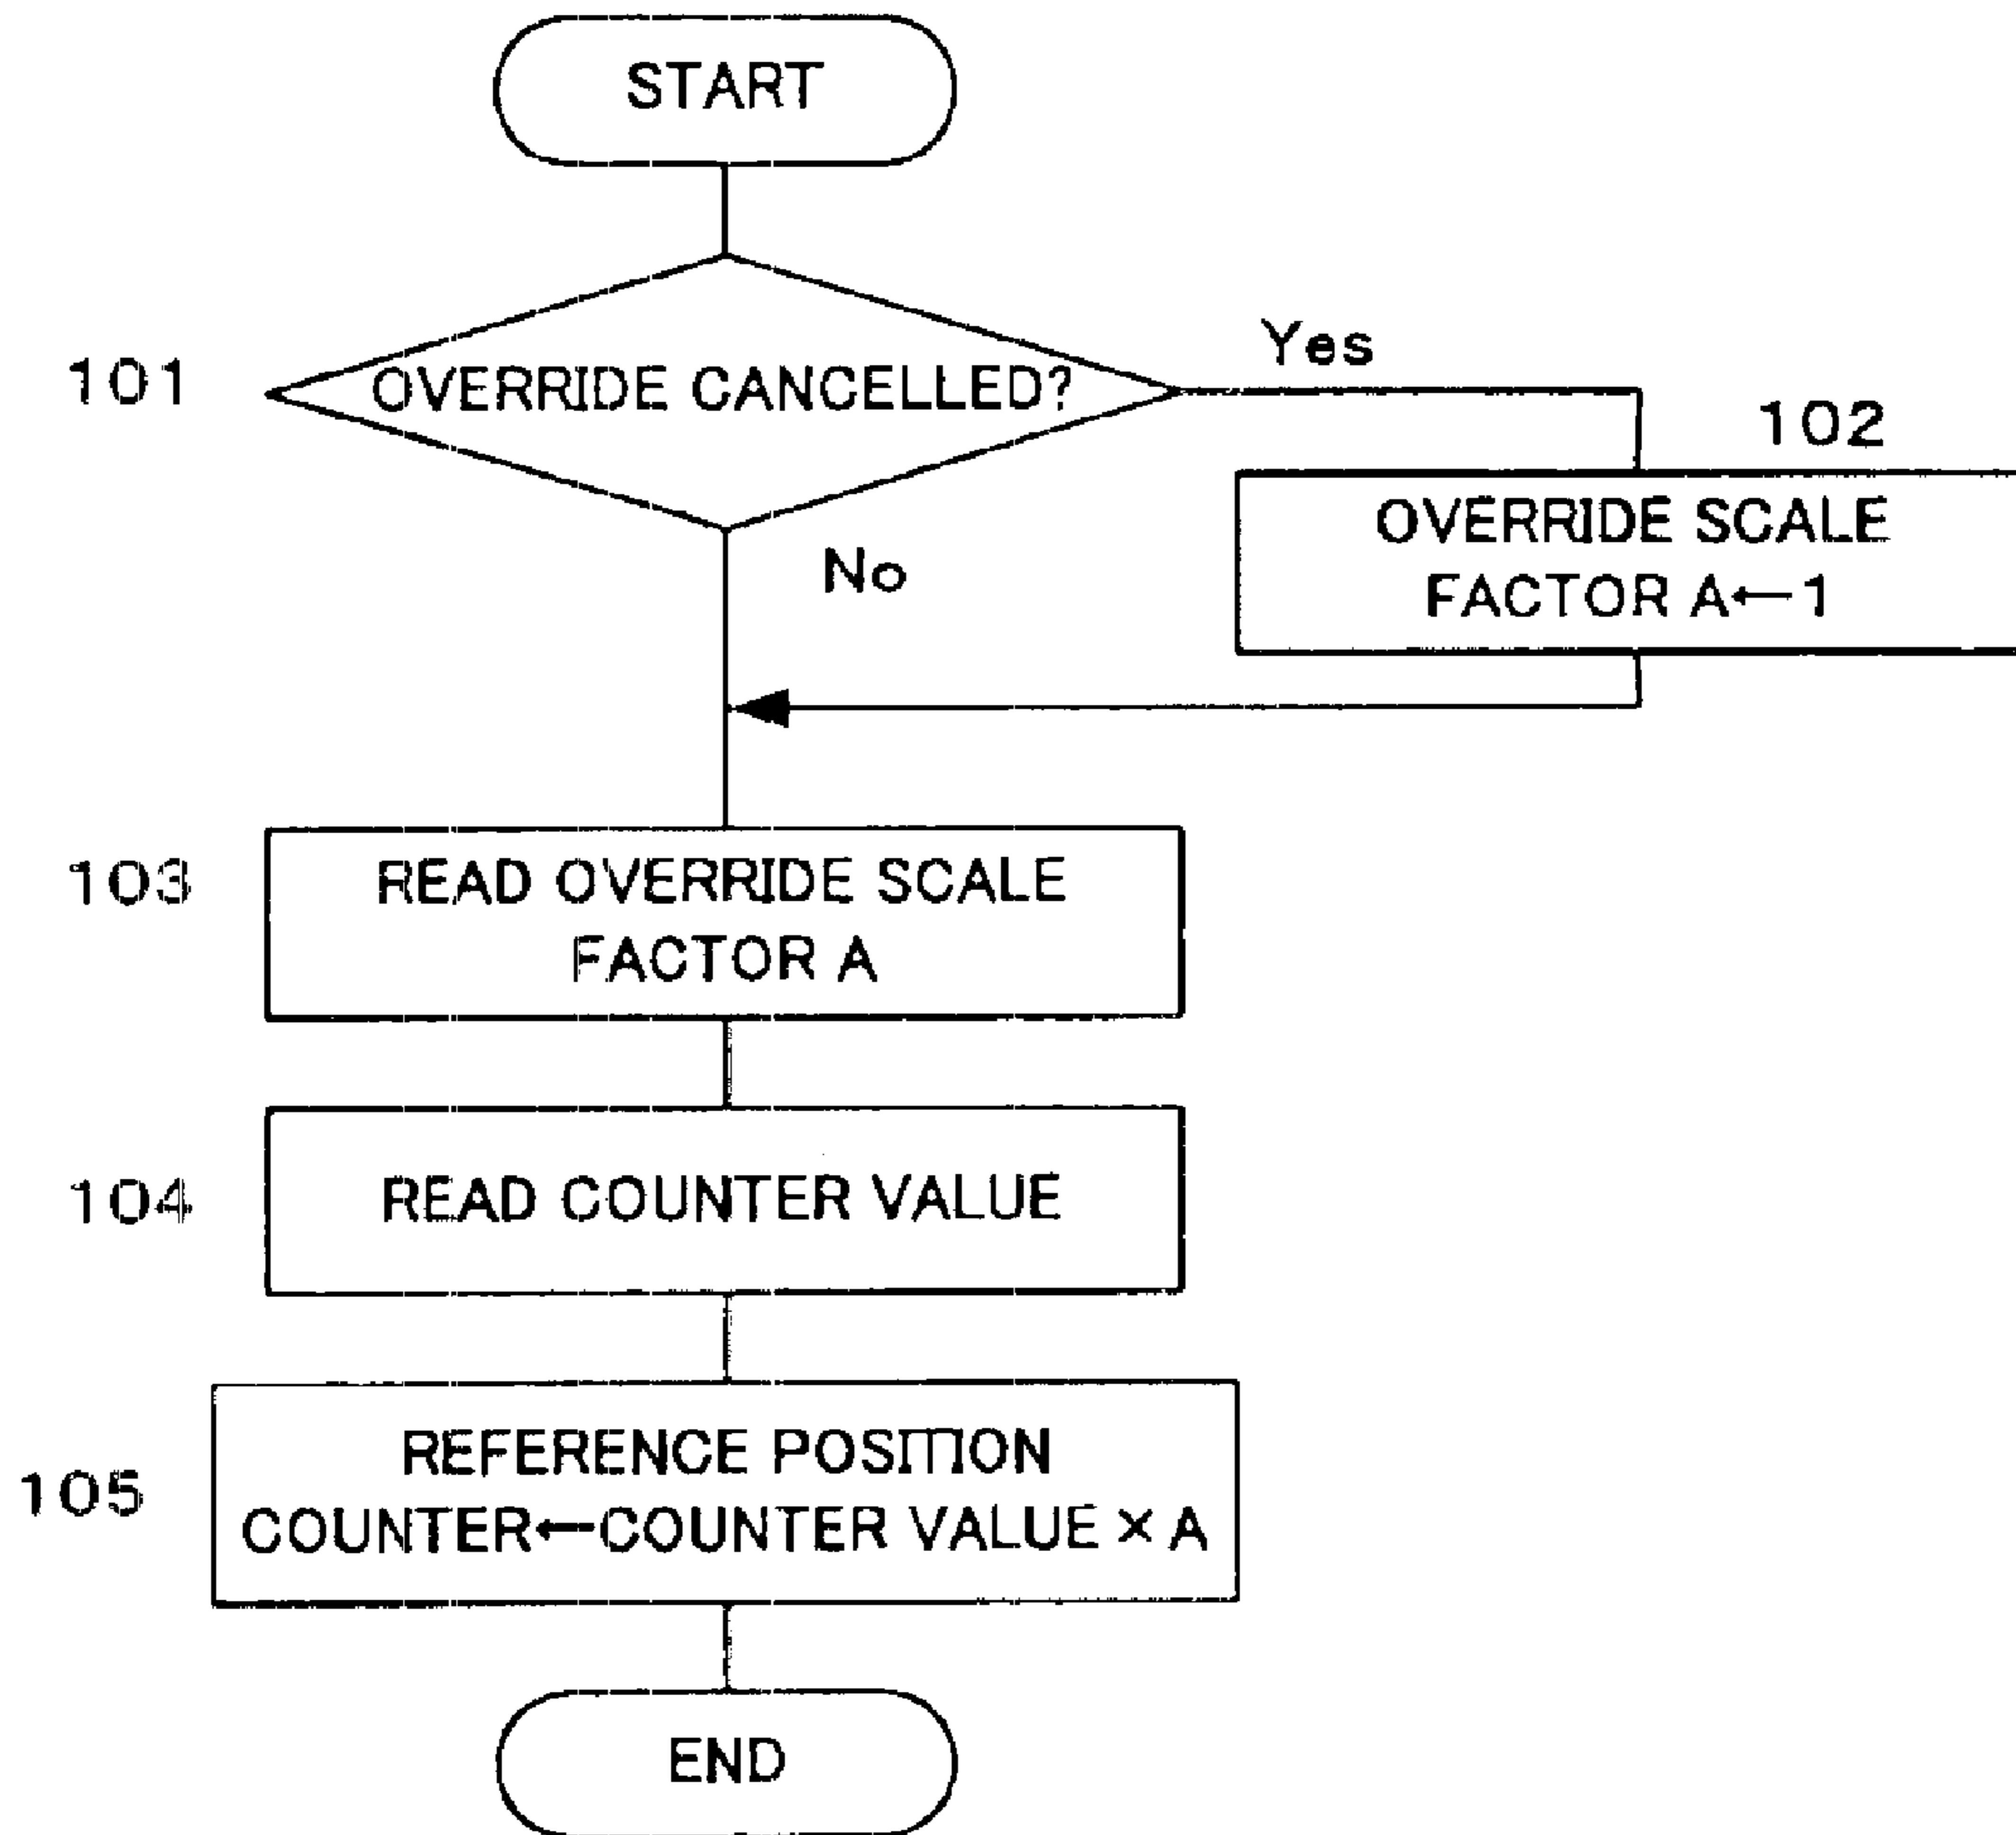 START
101
OVERRIDE CANCELLED?
Yes
102
OVERRIDE SCALE
FACTOR A←1
No
103
READ OVERRIDE SCALE
FACTOR A
104
READ COUNTER VALUE
105
REFERENCE POSITION
COUNTER←COUNTER VALUE × A
END